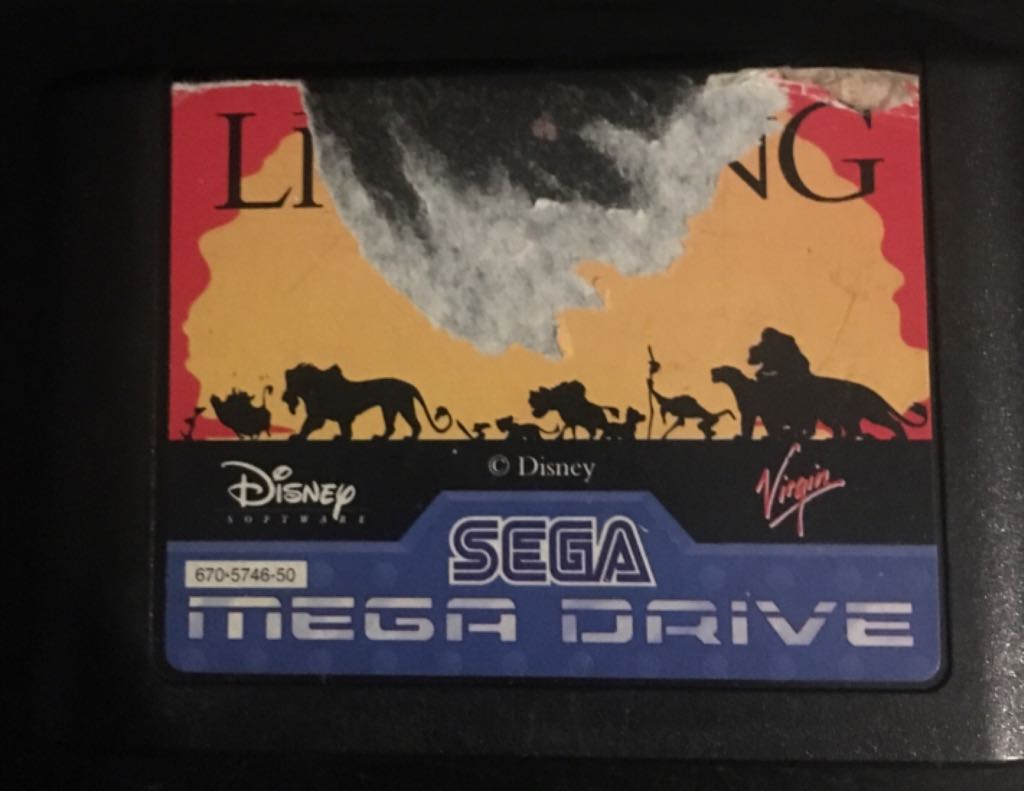 LI NG
© Disney
Disney
SOFTWARE
Virgin
SEGA
670-5746-50
MEGA DRIVE